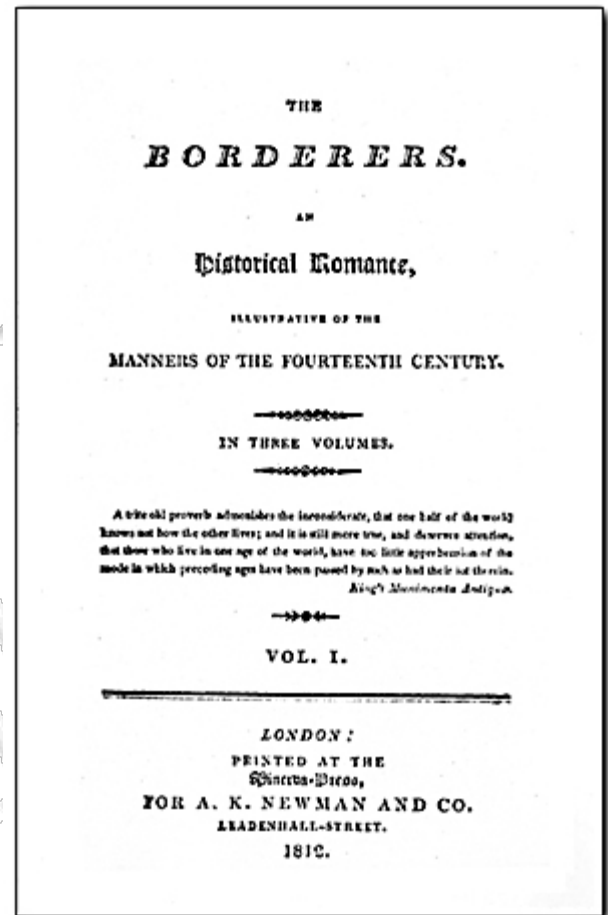 THE
BORDERERS.
AN
Historical Romance,
ILLUSTRATIVE OF THE
MANNERS OF THE FOURTEENTH CENTURY.
IN THREE VOLUMES.
A trite old proverb admonishes the inconsiderate, that one half of the world
knows not how the other lives; and it is still more true, and deserves attention,
that those who live in one age of the world, have too little apprehension of the
mode in which preceding ages have been passed by such as had their lot therein.
King's Munimenta Antiqua.
VOL. I.
LONDON:
PRINTED AT THE
Minerva-Press,
FOR A. K. NEWMAN AND CO.
LEADENHALL-STREET.
1812.